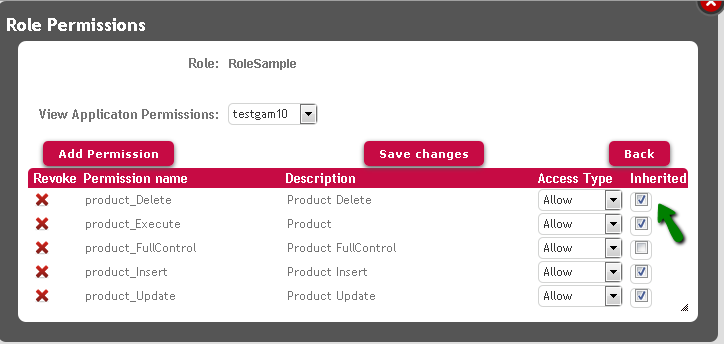 Role Permissions
Role: RoleSample
View Applicaton Permissions: testgam10
Add Permission Save changes Back
Revoke Permission name Description Access Type Inherited
product_Delete Product Delete Allow
product_Execute Product Allow
product_FullControl Product FullControl Allow
product_Insert Product Insert Allow
product_Update Product Update Allow